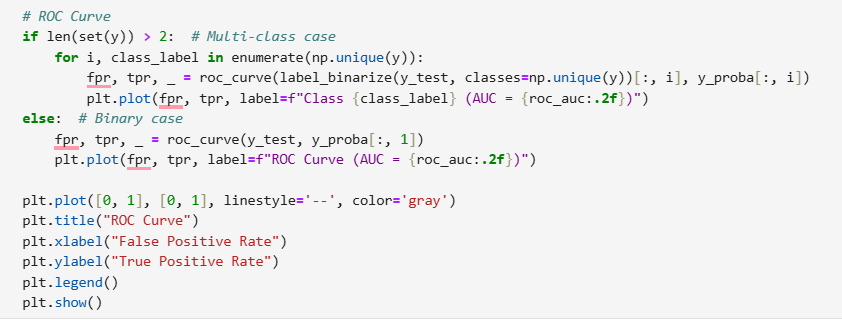 # ROC Curve
if len(set(y)) > 2:  # Multi-class case
    for i, class_label in enumerate(np.unique(y)):
        fpr, tpr, _ = roc_curve(label_binarize(y_test, classes=np.unique(y))[:, i], y_proba[:, i])
        plt.plot(fpr, tpr, label=f"Class {class_label} (AUC = {roc_auc:.2f})")
else:  # Binary case
    fpr, tpr, _ = roc_curve(y_test, y_proba[:, 1])
    plt.plot(fpr, tpr, label=f"ROC Curve (AUC = {roc_auc:.2f})")

plt.plot([0, 1], [0, 1], linestyle='--', color='gray')
plt.title("ROC Curve")
plt.xlabel("False Positive Rate")
plt.ylabel("True Positive Rate")
plt.legend()
plt.show()